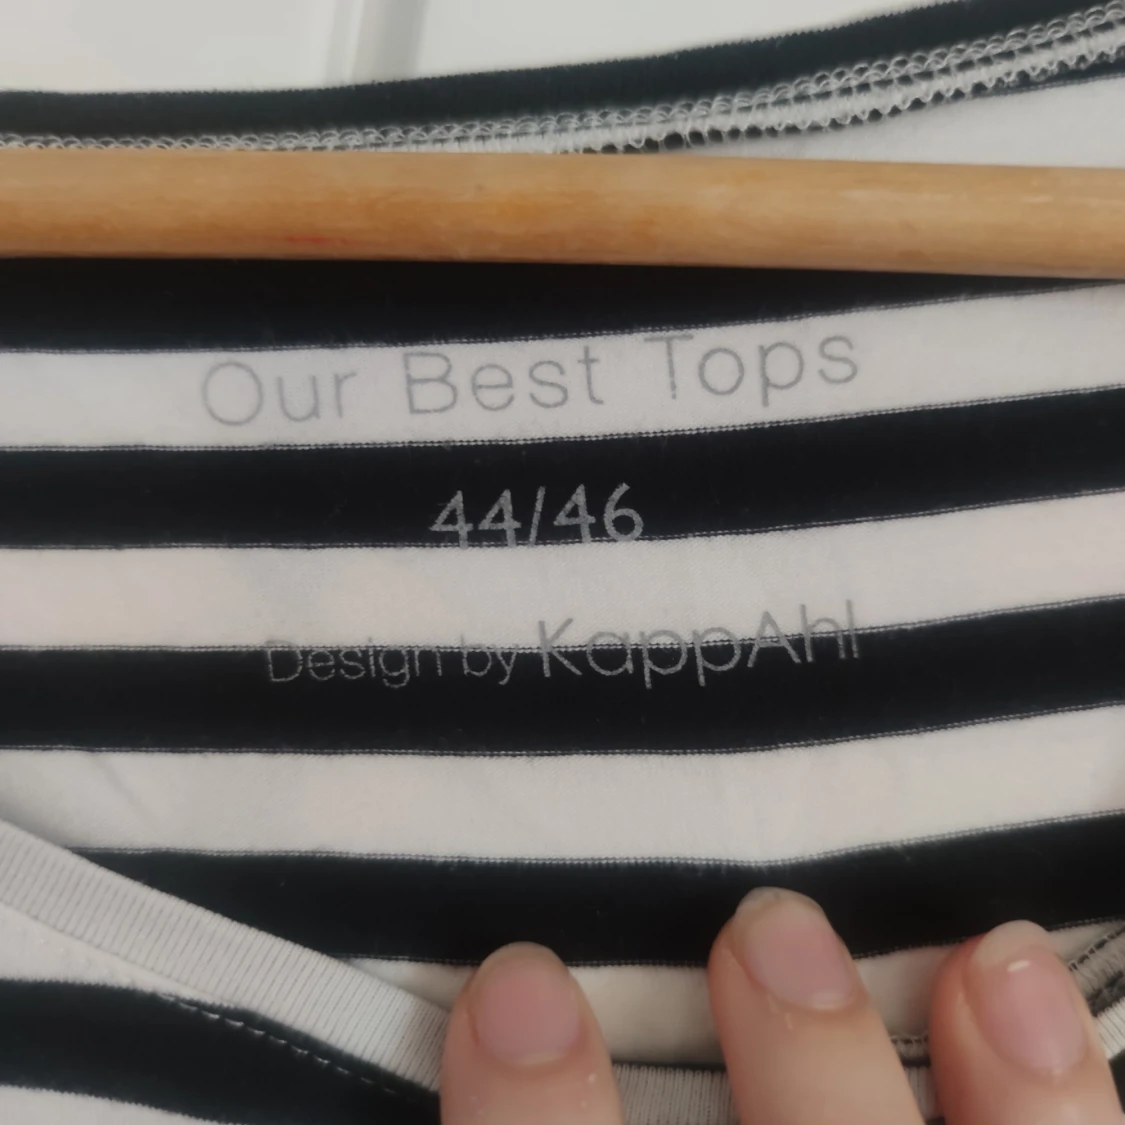 Our Best Tops
44/46
Design by KappAhl